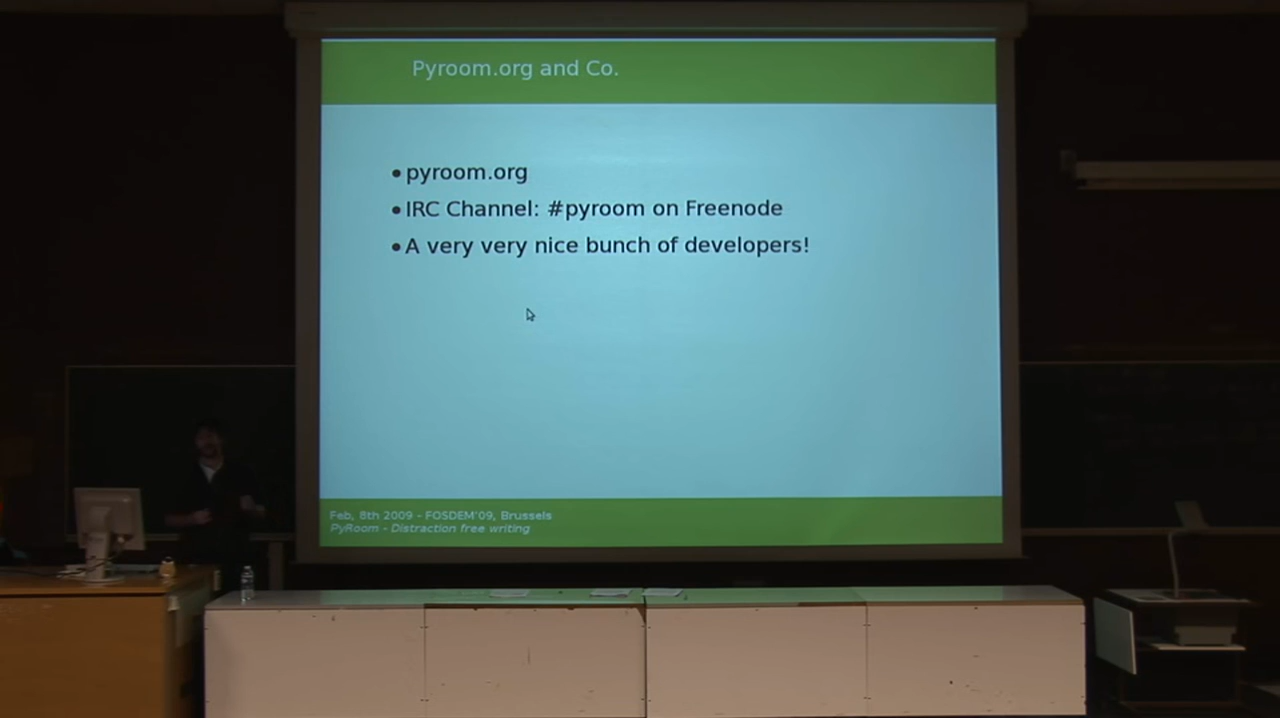 Pyroom.org and Co.
•pyroom.org
•IRC Channel: #pyroom on Freenode
•A very very nice bunch of developers!
Feb, 8th 2009 - FOSDEM'09, Brussels
PyRoom - Distraction free writing